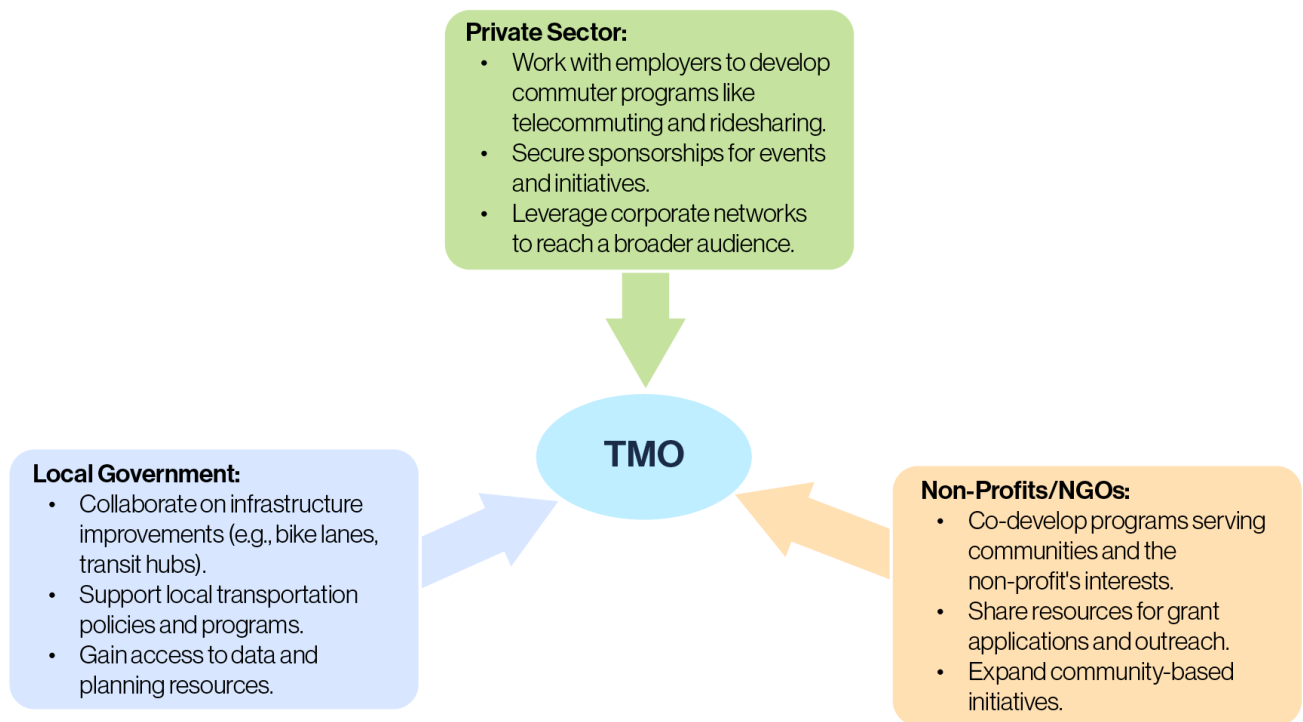 Private Sector:
• Work with employers to develop
commuter programs like
telecommuting and ridesharing.
• Secure sponsorships for events
and initiatives.
• Leverage corporate networks
to reach a broader audience.
TMO
Local Government:
• Collaborate on infrastructure
improvements (e.g., bike lanes,
transit hubs).
• Support local transportation
policies and programs.
• Gain access to data and
planning resources.
Non-Profits/NGOs:
• Co-develop programs serving
communities and the
non-profit's interests.
• Share resources for grant
applications and outreach.
• Expand community-based
initiatives.